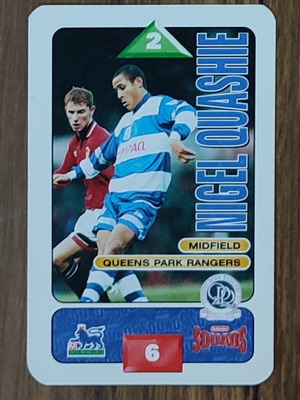 2
NIGEL QUASHIE
MIDFIELD
QUEENS PARK RANGERS
SQUADS
6